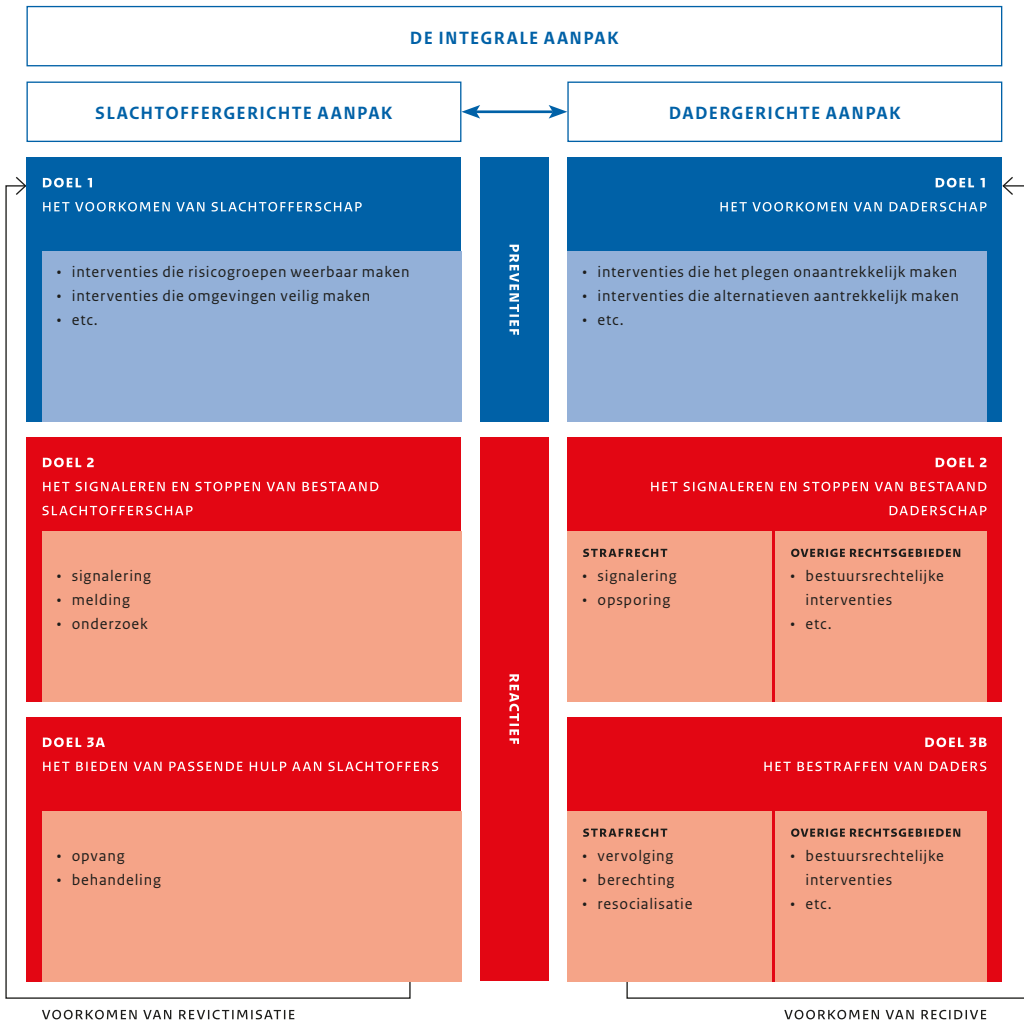 DE INTEGRALE AANPAK
SLACHTOFFERGERICHTE AANPAK
DADERGERICHTE AANPAK
DOEL 1
HET VOORKOMEN VAN SLACHTOFFERSCHAP
• interventies die risicogroepen weerbaar maken
• interventies die omgevingen veilig maken
• etc.
PREVENTIEF
DOEL 1
HET VOORKOMEN VAN DADERSCHAP
• interventies die het plegen onaantrekkelijk maken
• interventies die alternatieven aantrekkelijk maken
• etc.
DOEL 2
HET SIGNALEREN EN STOPPEN VAN BESTAAND
SLACHTOFFERSCHAP
• signalering
• melding
• onderzoek
REACTIEF
DOEL 2
HET SIGNALEREN EN STOPPEN VAN BESTAAND
DADERSCHAP
STRAFRECHT
• signalering
• opsporing
OVERIGE RECHTSGEBIEDEN
• bestuursrechtelijke
interventies
• etc.
DOEL 3A
HET BIEDEN VAN PASSENDE HULP AAN SLACHTOFFERS
• opvang
• behandeling
DOEL 3B
HET BESTRAFFEN VAN DADERS
STRAFRECHT
• vervolging
• berechting
• resocialisatie
OVERIGE RECHTSGEBIEDEN
• bestuursrechtelijke
interventies
• etc.
VOORKOMEN VAN REVICTIMISATIE
VOORKOMEN VAN RECIDIVE